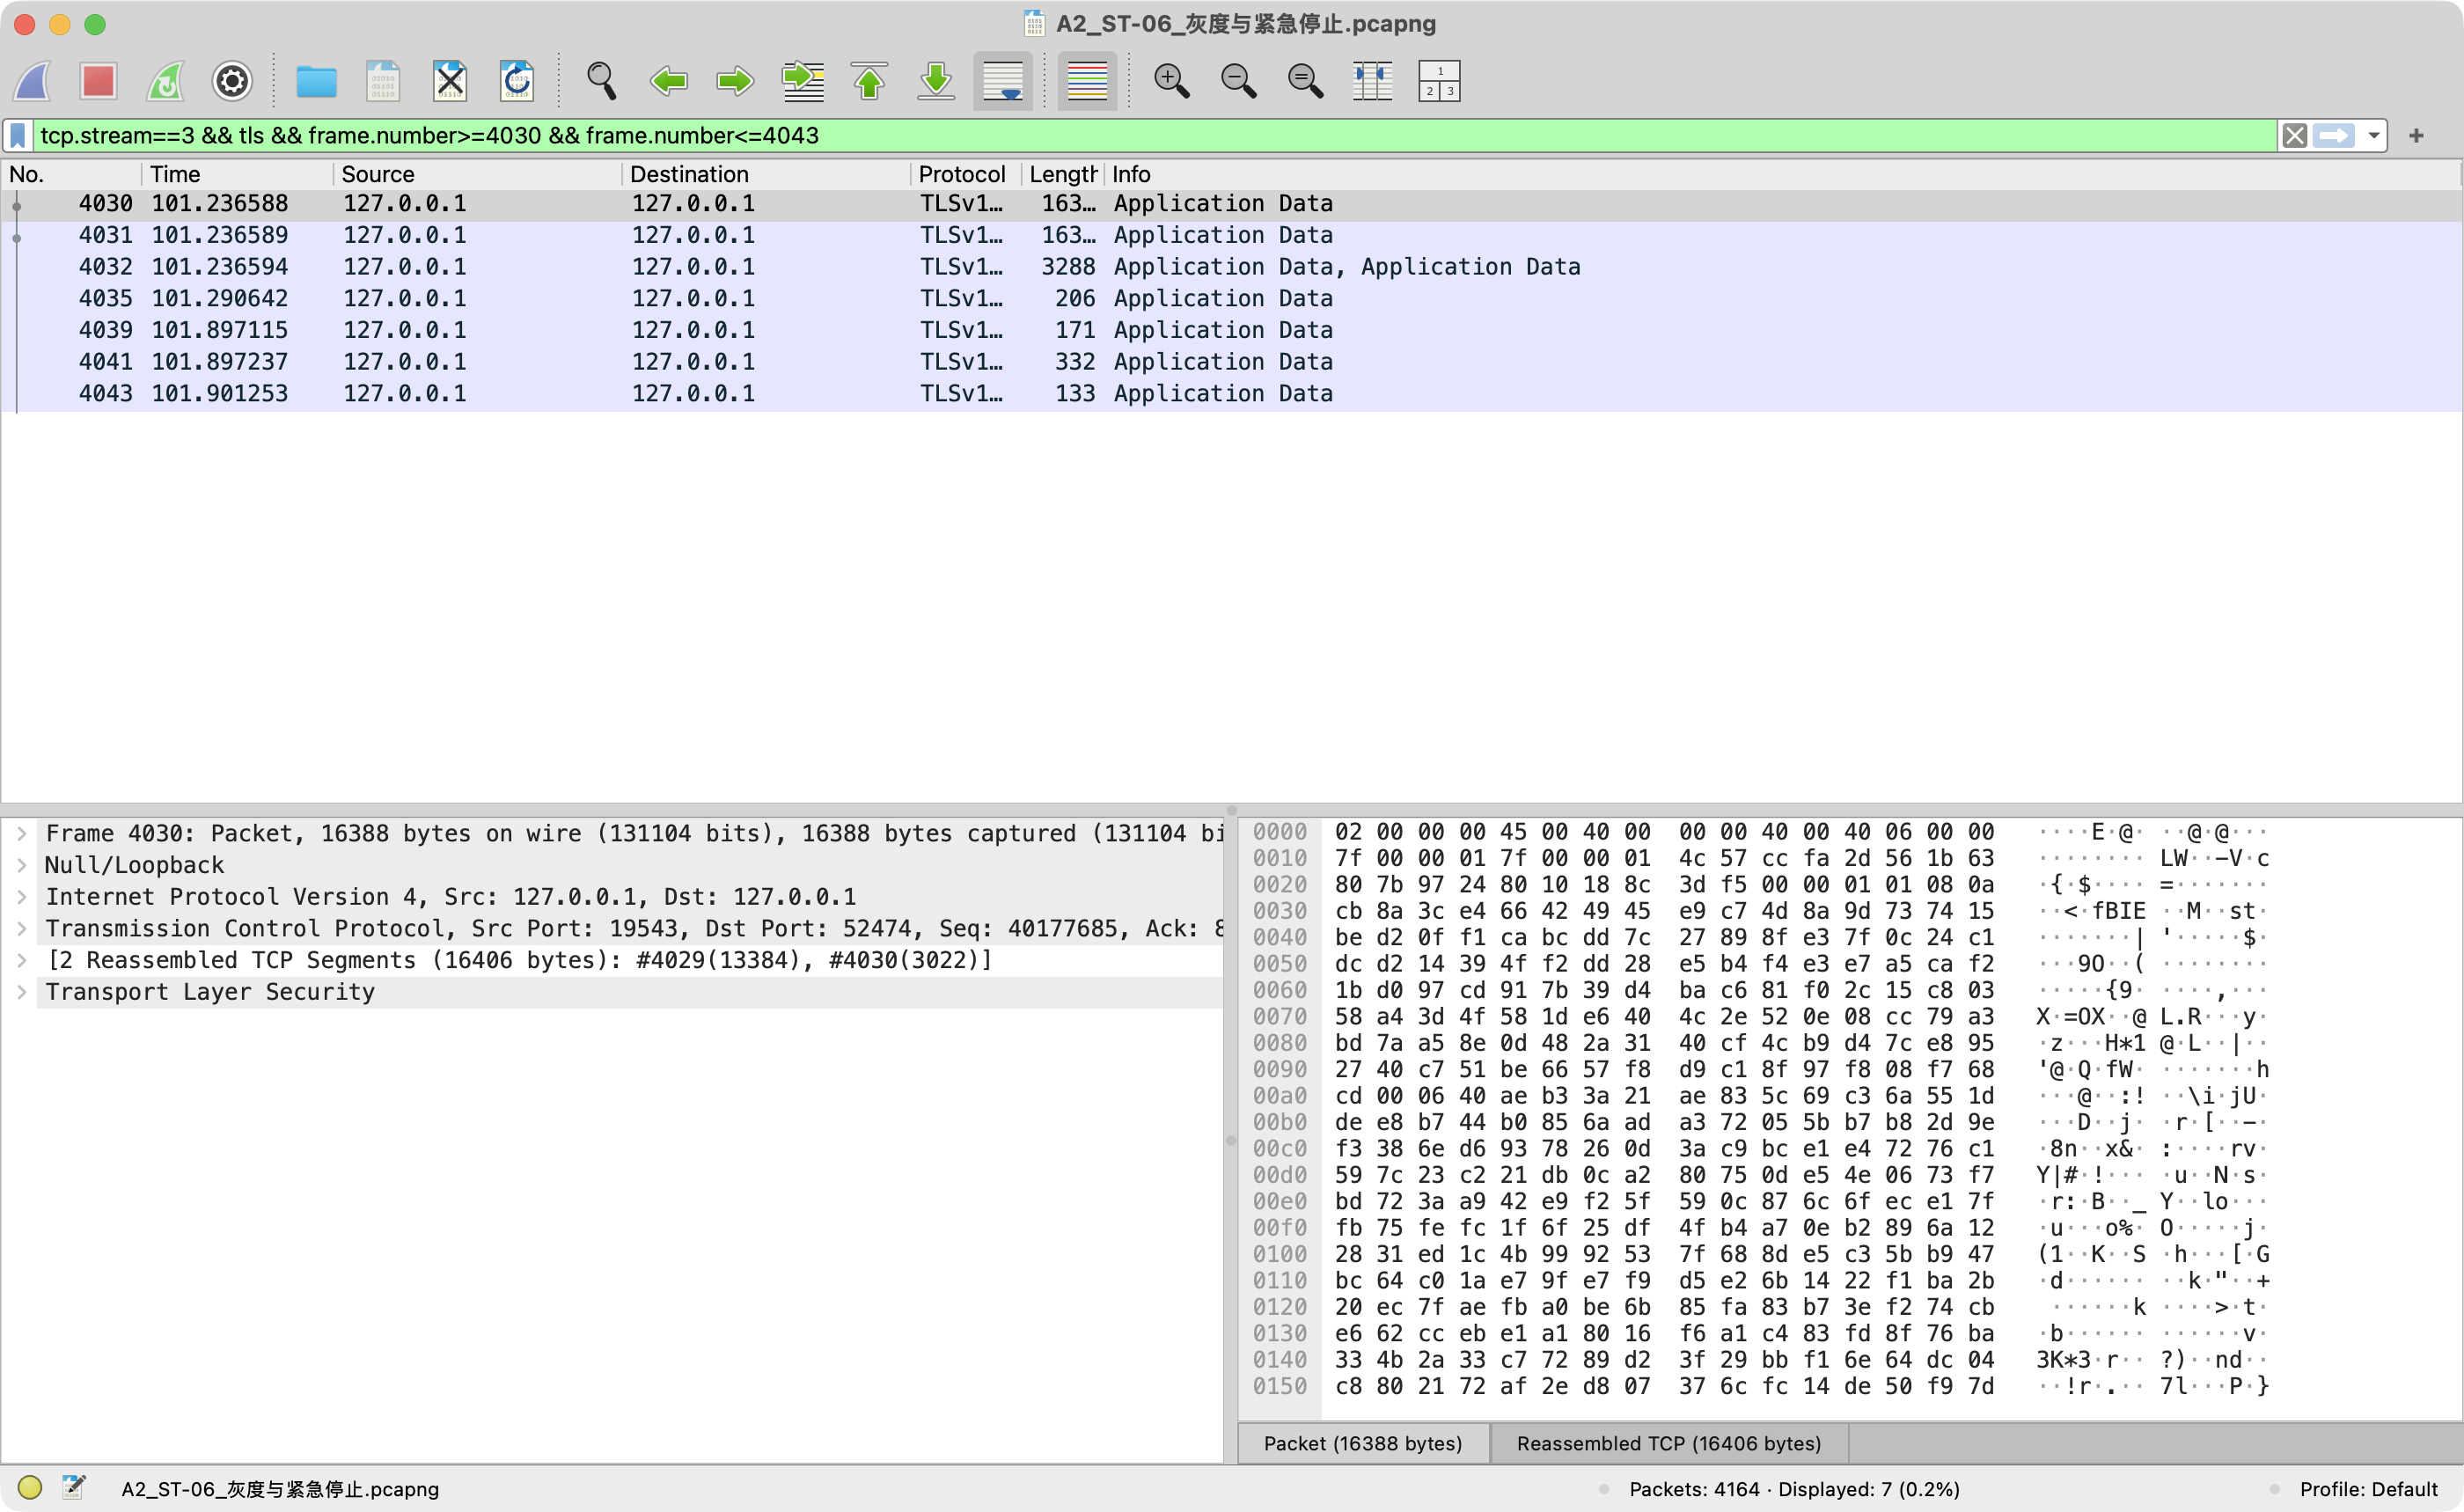 A2_ST-06_灰度与紧急停止.pcapng
tcp.stream==3 && tls && frame.number>=4030 && frame.number<=4043
No. Time Source Destination Protocol Length Info
4030 101.236588 127.0.0.1 127.0.0.1 TLSv1… 163… Application Data
4031 101.236589 127.0.0.1 127.0.0.1 TLSv1… 163… Application Data
4032 101.236594 127.0.0.1 127.0.0.1 TLSv1… 3288 Application Data, Application Data
4035 101.290642 127.0.0.1 127.0.0.1 TLSv1… 206 Application Data
4039 101.897115 127.0.0.1 127.0.0.1 TLSv1… 171 Application Data
4041 101.897237 127.0.0.1 127.0.0.1 TLSv1… 332 Application Data
4043 101.901253 127.0.0.1 127.0.0.1 TLSv1… 133 Application Data
Frame 4030: Packet, 16388 bytes on wire (131104 bits), 16388 bytes captured (131104 bi
Null/Loopback
Internet Protocol Version 4, Src: 127.0.0.1, Dst: 127.0.0.1
Transmission Control Protocol, Src Port: 19543, Dst Port: 52474, Seq: 40177685, Ack: 8
[2 Reassembled TCP Segments (16406 bytes): #4029(13384), #4030(3022)]
Transport Layer Security
0000 02 00 00 00 45 00 40 00 00 00 40 00 40 06 00 00 ····E·@· ··@·@···
0010 7f 00 00 01 7f 00 00 01 4c 57 cc fa 2d 56 1b 63 ········ LW··-V·c
0020 80 7b 97 24 80 10 18 8c 3d f5 00 00 01 01 08 0a ·{·$···· =·······
0030 cb 8a 3c e4 66 42 49 45 e9 c7 4d 8a 9d 73 74 15 ··<·fBIE ··M··st·
0040 be d2 0f f1 ca bc dd 7c 27 89 8f e3 7f 0c 24 c1 ·······| '·····$·
0050 dc d2 14 39 4f f2 dd 28 e5 b4 f4 e3 e7 a5 ca f2 ···9O··( ········
0060 1b d0 97 cd 91 7b 39 d4 ba c6 81 f0 2c 15 c8 03 ·····{9· ····,···
0070 58 a4 3d 4f 58 1d e6 40 4c 2e 52 0e 08 cc 79 a3 X·=OX··@ L.R···y·
0080 bd 7a a5 8e 0d 48 2a 31 40 cf 4c b9 d4 7c e8 95 ·z···H*1 @·L··|··
0090 27 40 c7 51 be 66 57 f8 d9 c1 8f 97 f8 08 f7 68 '@·Q·fW· ·······h
00a0 cd 00 06 40 ae b3 3a 21 ae 83 5c 69 c3 6a 55 1d ···@··:! ··\i·jU·
00b0 de e8 b7 44 b0 85 6a ad a3 72 05 5b b7 b8 2d 9e ···D··j· ·r·[··-·
00c0 f3 38 6e d6 93 78 26 0d 3a c9 bc e1 e4 72 76 c1 ·8n··x&· :····rv·
00d0 59 7c 23 c2 21 db 0c a2 80 75 0d e5 4e 06 73 f7 Y|#·!··· ·u··N·s·
00e0 bd 72 3a a9 42 e9 f2 5f 59 0c 87 6c 6f ec e1 7f ·r:·B··_ Y··lo···
00f0 fb 75 fe fc 1f 6f 25 df 4f b4 a7 0e b2 89 6a 12 ·u···o%· O·····j·
0100 28 31 ed 1c 4b 99 92 53 7f 68 8d e5 c3 5b b9 47 (1··K··S ·h···[·G
0110 bc 64 c0 1a e7 9f e7 f9 d5 e2 6b 14 22 f1 ba 2b ·d······ ··k·"··+
0120 20 ec 7f ae fb a0 be 6b 85 fa 83 b7 3e f2 74 cb ······k ····>·t·
0130 e6 62 cc eb e1 a1 80 16 f6 a1 c4 83 fd 8f 76 ba ·b······ ······v·
0140 33 4b 2a 33 c7 72 89 d2 3f 29 bb f1 6e 64 dc 04 3K*3·r·· ?)··nd··
0150 c8 80 21 72 af 2e d8 07 37 6c fc 14 de 50 f9 7d ··!r·.·· 7l···P·}
Packet (16388 bytes) Reassembled TCP (16406 bytes)
A2_ST-06_灰度与紧急停止.pcapng Packets: 4164 · Displayed: 7 (0.2%) Profile: Default